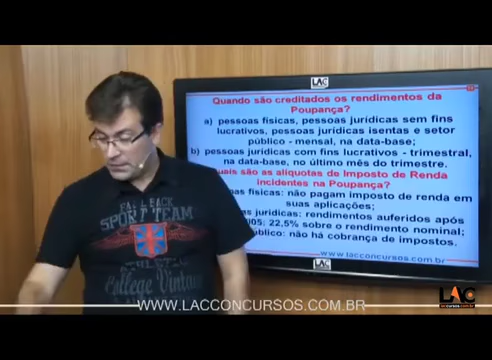 LAC
Quando são creditados os rendimentos da
Poupança?
a) pessoas físicas, pessoas jurídicas sem fins
lucrativos, pessoas jurídicas isentas e setor
público - mensal, na data-base;
b) pessoas jurídicas com fins lucrativos - trimestral,
na data-base, no último mês do trimestre.
uais são as alíquotas de Imposto de Renda
incidentes na Poupança?
físicas: não pagam imposto de renda em
suas aplicações;
jurídicas: rendimentos auferidos após
22,5% sobre o rendimento nominal;
público: não há cobrança de impostos.
www.lacconcursos.com.br
LAC
FALL BACK
SPORT TEAM
ATHLETIC
College Vintage
WWW.LACCONCURSOS.COM.BR
LAC